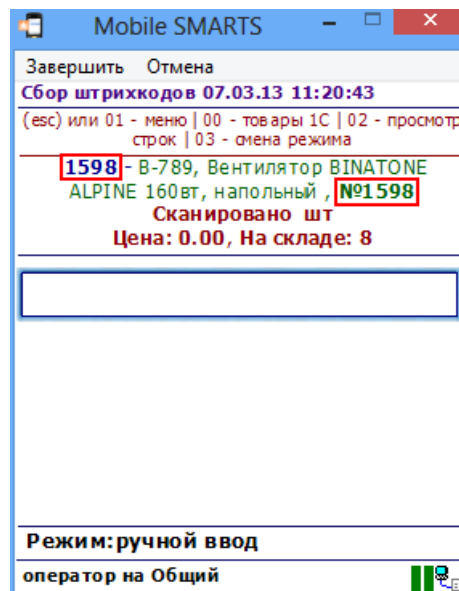 Mobile SMARTS
Завершить Отмена
Сбор штрихкодов 07.03.13 11:20:43
(esc) или 01 - меню | 00 - товары 1С | 02 - просмотр
строк | 03 - смена режима
1598 - В-789, Вентилятор BINATONE
ALPINE 160вт, напольный , №1598
Сканировано шт
Цена: 0.00, На складе: 8
Режим:ручной ввод
оператор на Общий